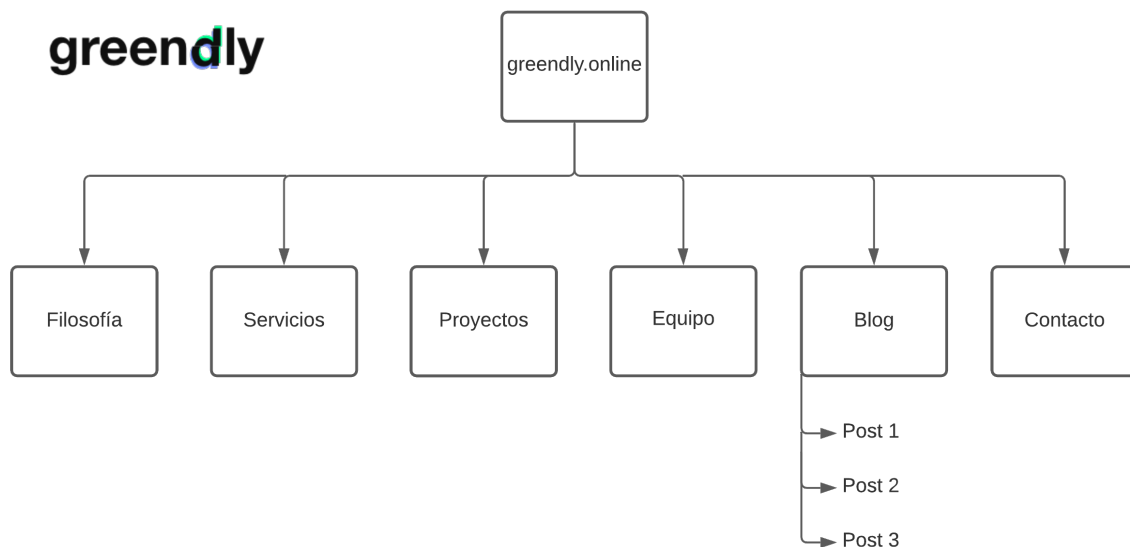 greendly
greendly.online
Filosofía
Servicios
Proyectos
Equipo
Blog
Contacto
Post 1
Post 2
Post 3